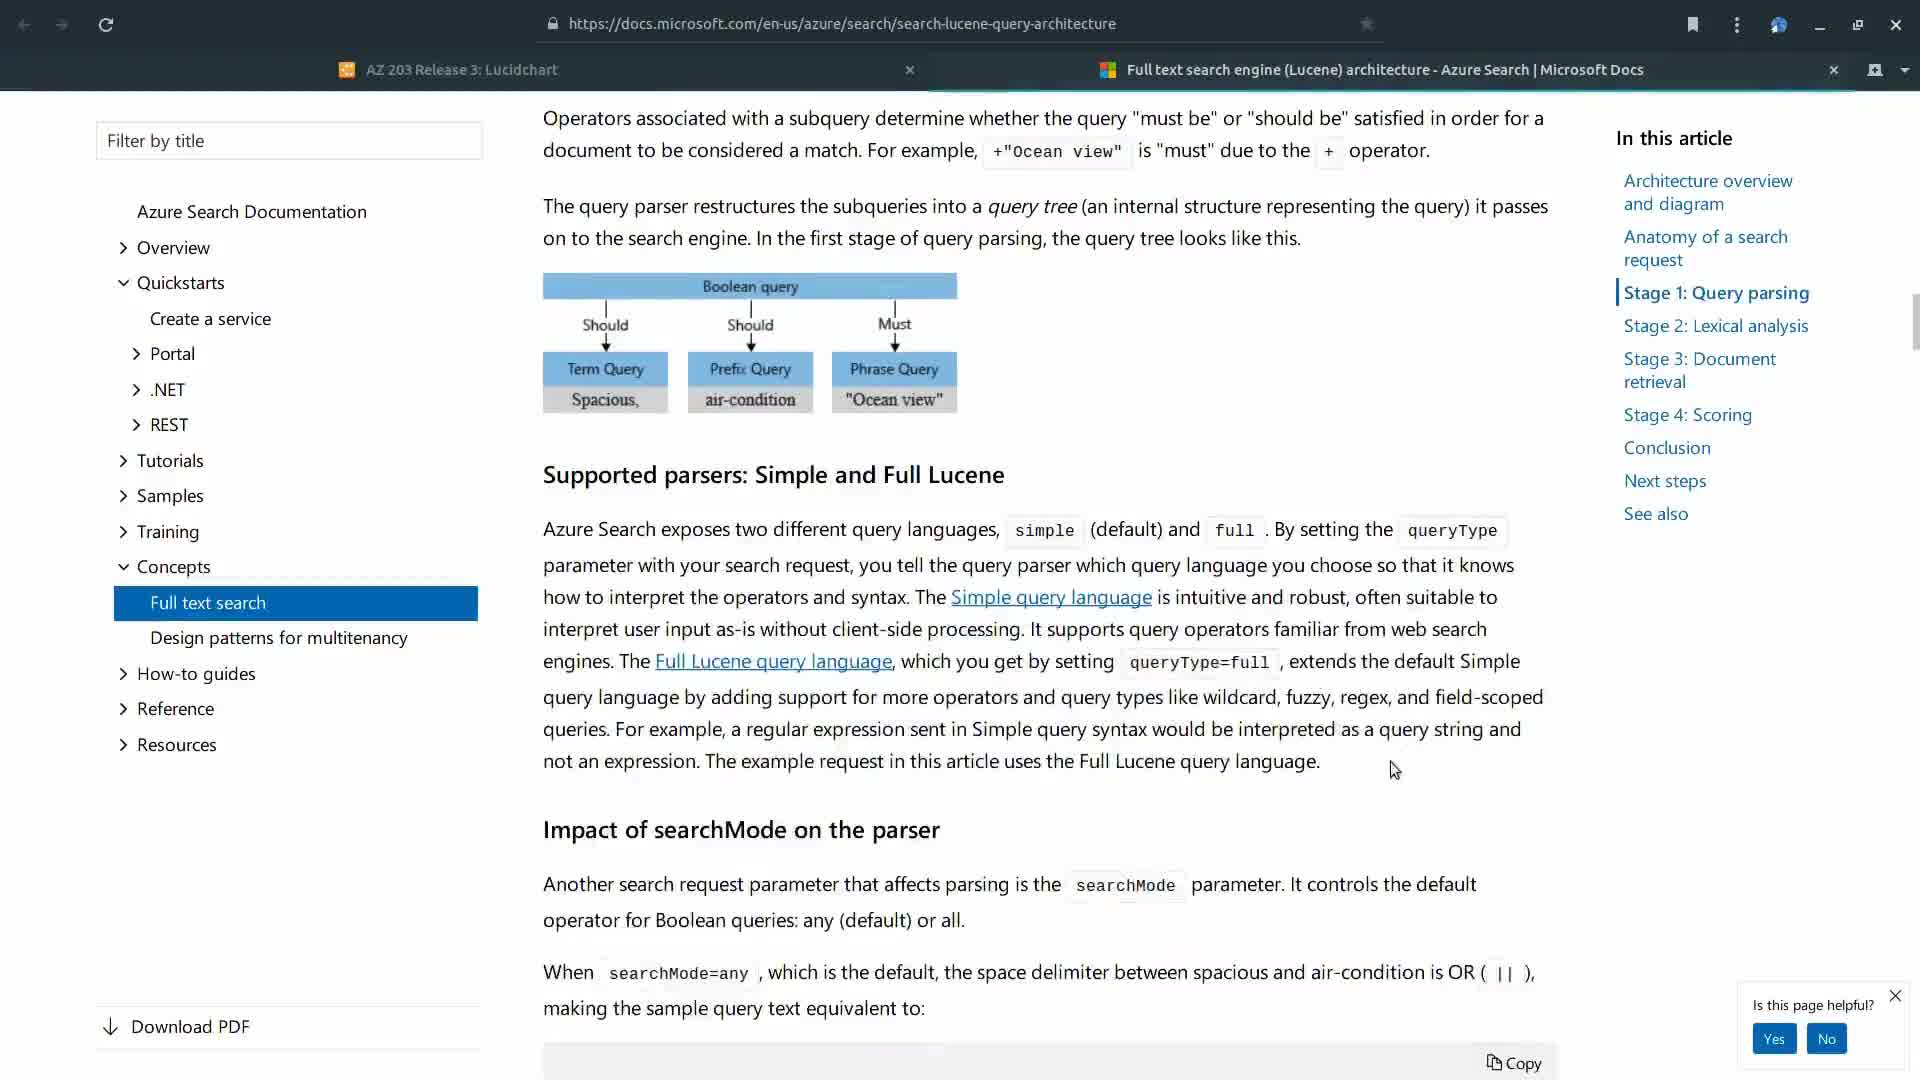 https://docs.microsoft.com/en-us/azure/search/search-lucene-query-architecture
AZ 203 Release 3: Lucidchart
Full text search engine (Lucene) architecture - Azure Search | Microsoft Docs
Filter by title
Azure Search Documentation
Overview
Quickstarts
Create a service
Portal
.NET
REST
Tutorials
Samples
Training
Concepts
Full text search
Design patterns for multitenancy
How-to guides
Reference
Resources
Download PDF
Operators associated with a subquery determine whether the query "must be" or "should be" satisfied in order for a
document to be considered a match. For example, +"Ocean view" is "must" due to the + operator.
The query parser restructures the subqueries into a query tree (an internal structure representing the query) it passes
on to the search engine. In the first stage of query parsing, the query tree looks like this.
Boolean query
Should Should Must
Term Query Prefix Query Phrase Query
Spacious, air-condition "Ocean view"
Supported parsers: Simple and Full Lucene
Azure Search exposes two different query languages, simple (default) and full . By setting the queryType
parameter with your search request, you tell the query parser which query language you choose so that it knows
how to interpret the operators and syntax. The Simple query language is intuitive and robust, often suitable to
interpret user input as-is without client-side processing. It supports query operators familiar from web search
engines. The Full Lucene query language, which you get by setting queryType=full , extends the default Simple
query language by adding support for more operators and query types like wildcard, fuzzy, regex, and field-scoped
queries. For example, a regular expression sent in Simple query syntax would be interpreted as a query string and
not an expression. The example request in this article uses the Full Lucene query language.
Impact of searchMode on the parser
Another search request parameter that affects parsing is the searchMode parameter. It controls the default
operator for Boolean queries: any (default) or all.
When searchMode=any , which is the default, the space delimiter between spacious and air-condition is OR ( || ),
making the sample query text equivalent to:
Copy
In this article
Architecture overview
and diagram
Anatomy of a search
request
Stage 1: Query parsing
Stage 2: Lexical analysis
Stage 3: Document
retrieval
Stage 4: Scoring
Conclusion
Next steps
See also
Is this page helpful?
Yes No